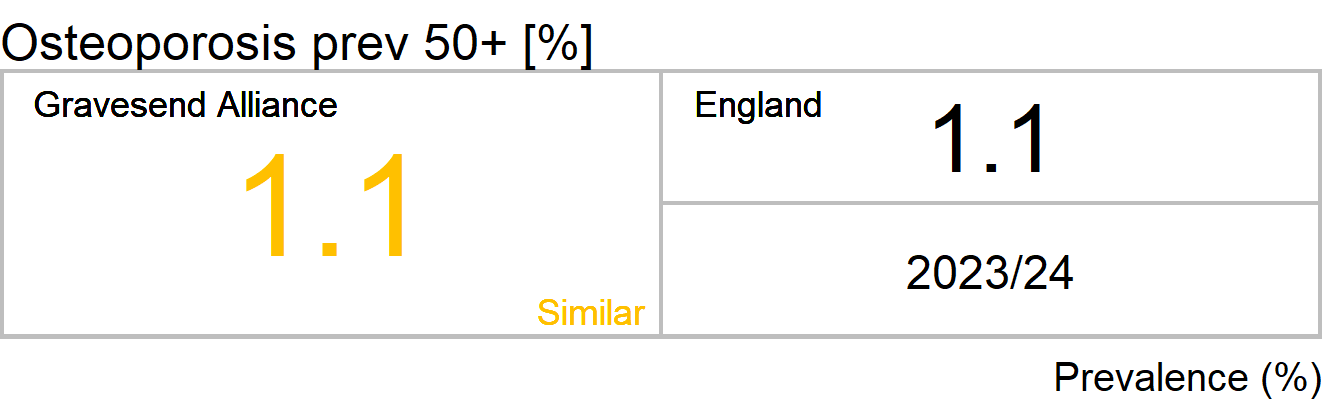 Osteoporosis prev 50+ [%]
Gravesend Alliance
1.1
Similar
England
1.1
2023/24
Prevalence (%)